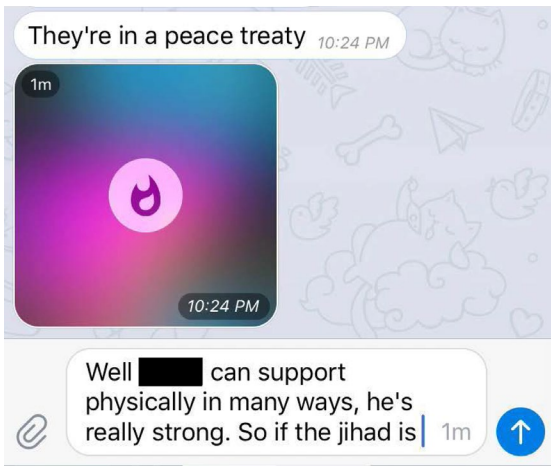 They're in a peace treaty 10:24 PM
1m
10:24 PM
Well can support
physically in many ways, he's
really strong. So if the jihad is 1m